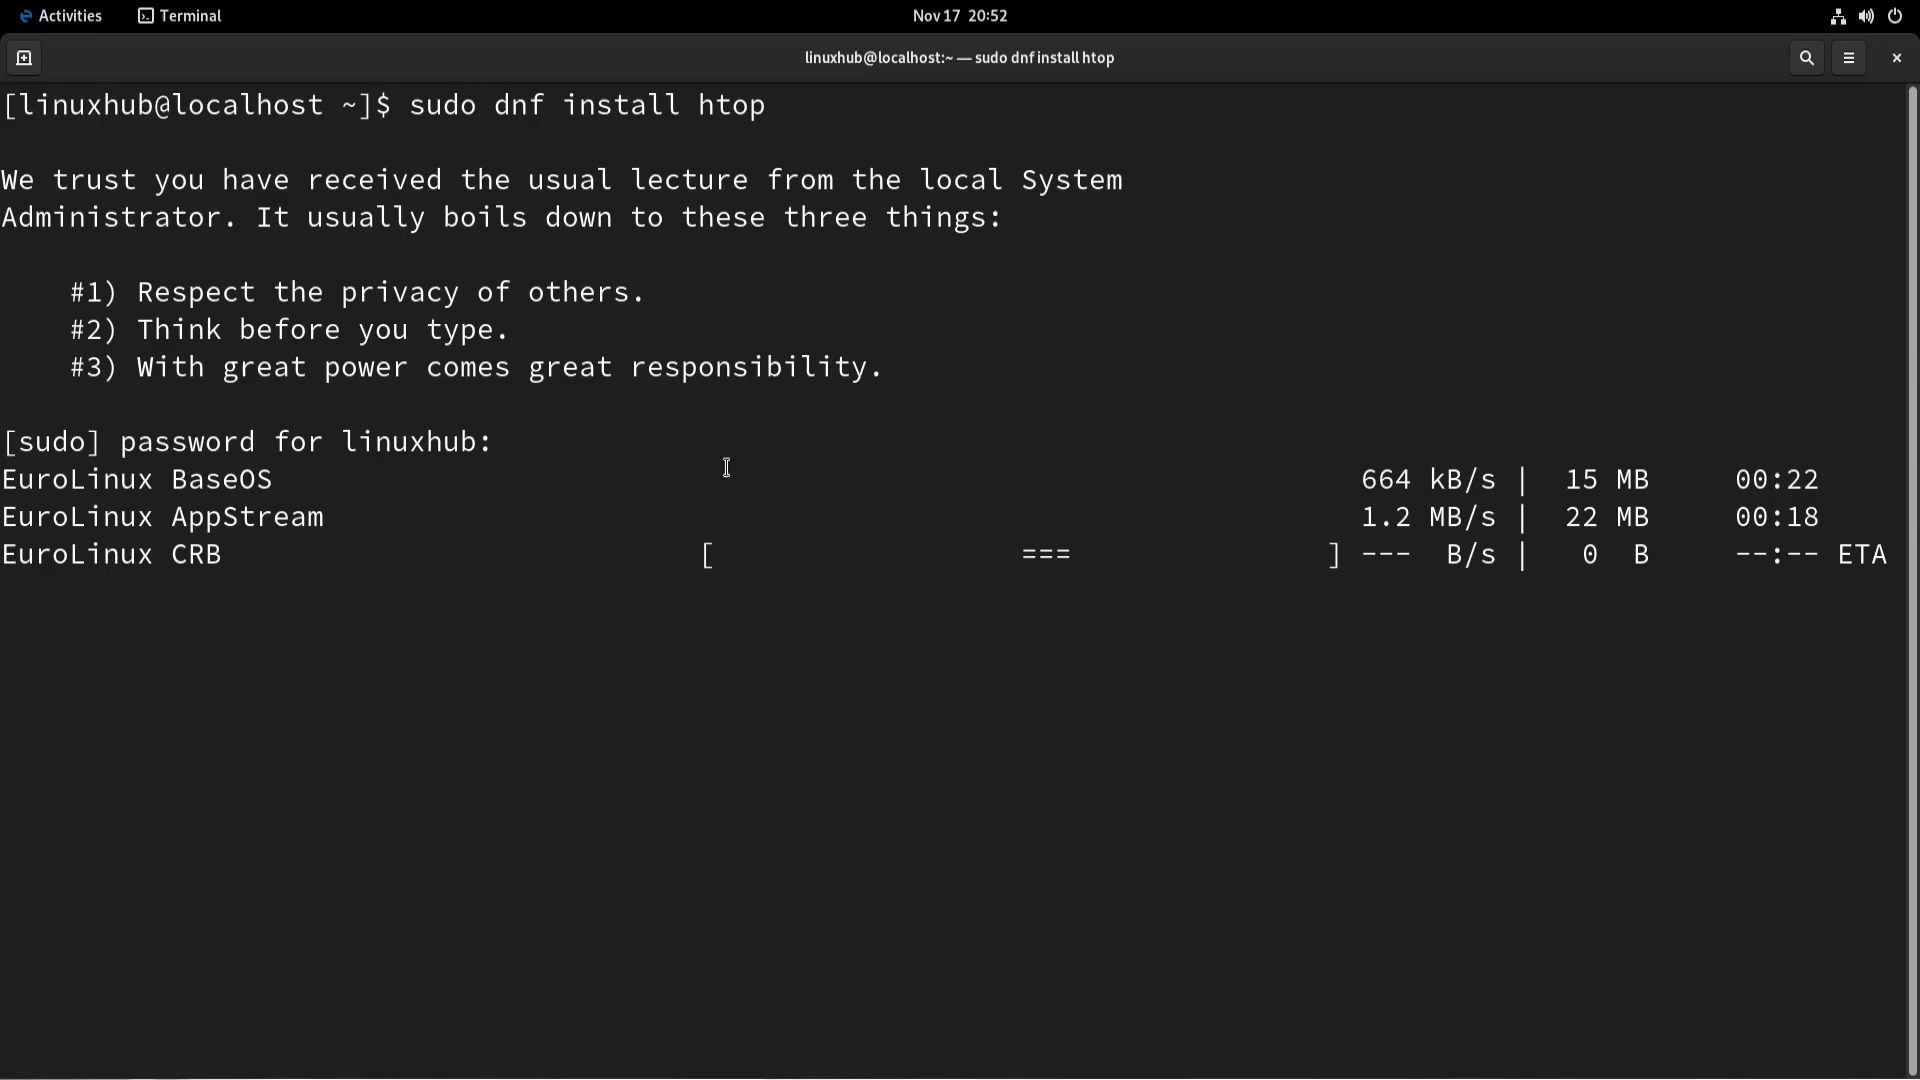 Activities Terminal Nov 17 20:52
linuxhub@localhost:~ — sudo dnf install htop
[linuxhub@localhost ~]$ sudo dnf install htop
We trust you have received the usual lecture from the local System
Administrator. It usually boils down to these three things:
#1) Respect the privacy of others.
#2) Think before you type.
#3) With great power comes great responsibility.
[sudo] password for linuxhub:
EuroLinux BaseOS 664 kB/s | 15 MB 00:22
EuroLinux AppStream 1.2 MB/s | 22 MB 00:18
EuroLinux CRB [ === ] --- B/s | 0 B --:-- ETA